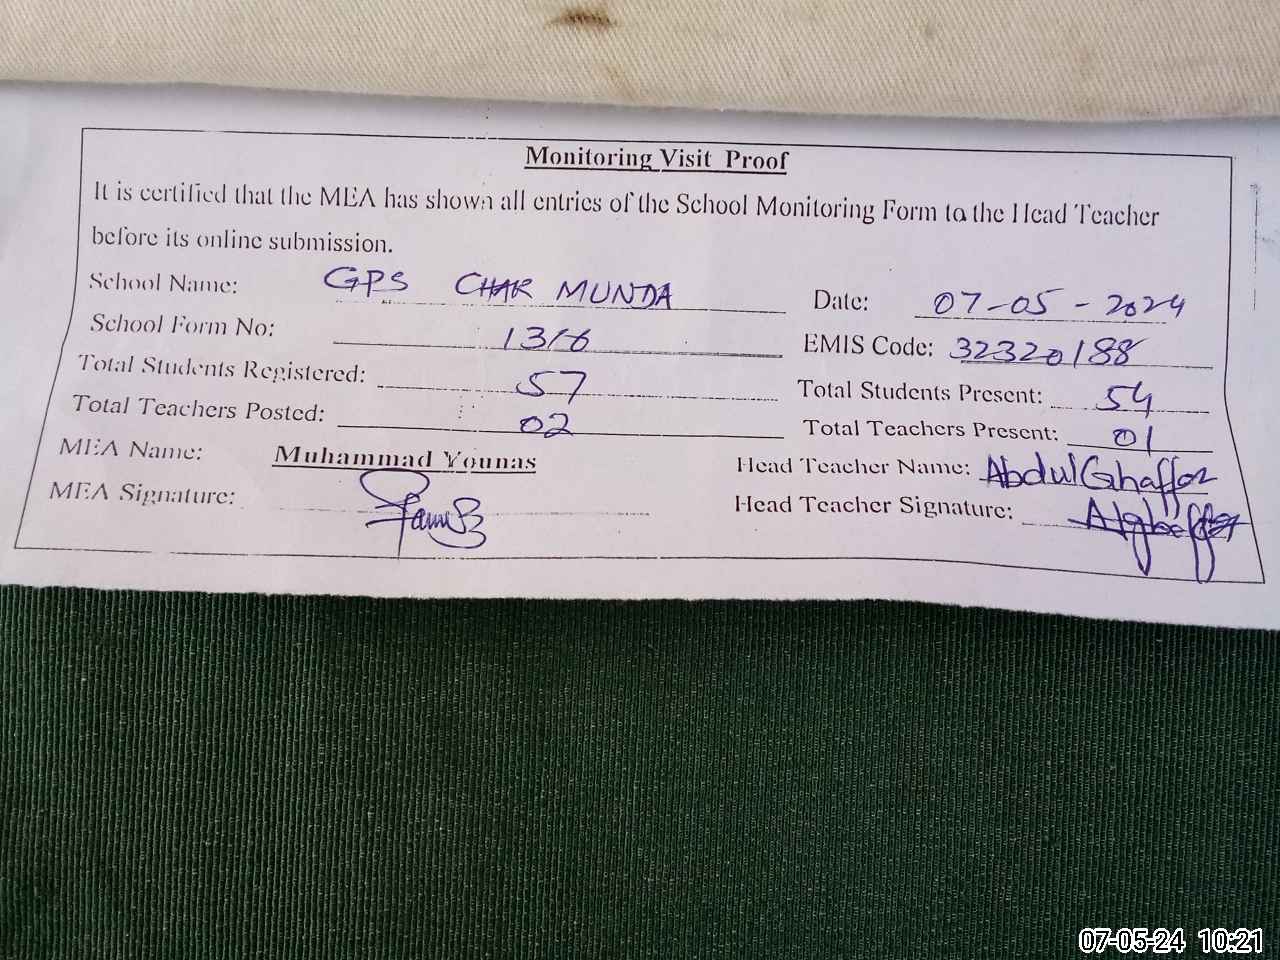 Monitoring Visit Proof
It is certified that the MEA has shown all entries of the School Monitoring Form to the Head Teacher
before its online submission.
School Name: GPS CHAK MUNDA Date: 07-05-2024
School Form No: 1316 EMIS Code: 32320188
Total Students Registered: 57 Total Students Present: 54
Total Teachers Posted: 02 Total Teachers Present: 01
MEA Name: Muhammad Younas Head Teacher Name: Abdul Ghaffar
MEA Signature: Head Teacher Signature:
07-05-24 10:21